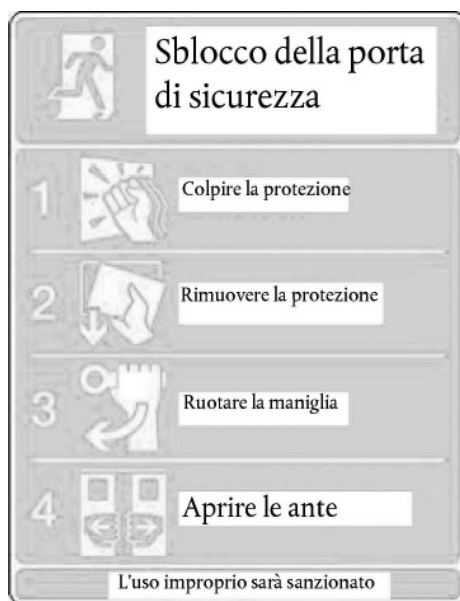 Sblocco della porta
di sicurezza
1
Colpire la protezione
2
Rimuovere la protezione
3
Ruotare la maniglia
4
Aprire le ante
L'uso improprio sarà sanzionato